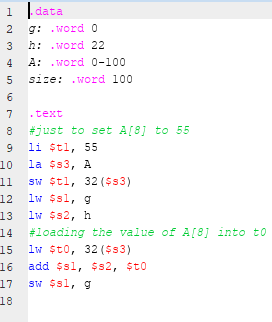 1 .data
2 g: .word 0
3 h: .word 22
4 A: .word 0-100
5 size: .word 100
6
7 .text
8 #just to set A[8] to 55
9 li $t1, 55
10 la $s3, A
11 sw $t1, 32($s3)
12 lw $s1, g
13 lw $s2, h
14 #loading the value of A[8] into t0
15 lw $t0, 32($s3)
16 add $s1, $s2, $t0
17 sw $s1, g
18